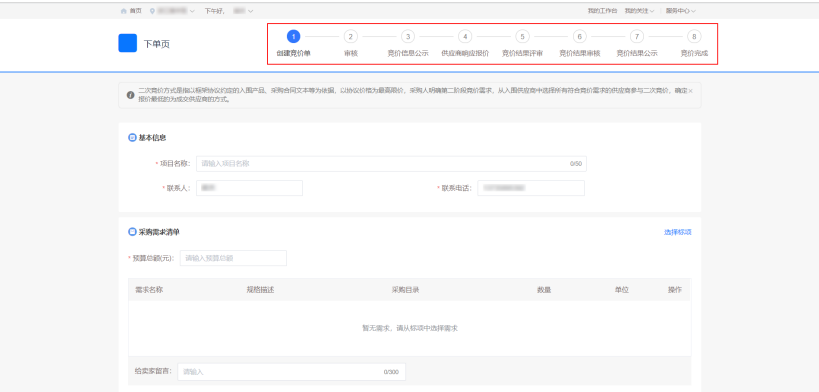 首页
下午好,
我的工作台 我的关注 服务中心
下单页
1 2 3 4 5 6 7 8
创建竞价单 审核 竞价信息公示 供应商响应报价 竞价结果评审 竞价结果审核 竞价结果公示 竞价完成
二次竞价方式是指以框架协议约定的入围产品、采购合同文本等为依据，以协议价格为最高限价，采购人明确第二阶段竞价需求，从入围供应商中选择所有符合竞价需求的供应商参与二次竞价，确定
报价最低的为成交供应商的方式。
基本信息
* 项目名称: 请输入项目名称 0/50
* 联系人: * 联系电话:
采购需求清单 选择标项
* 预算总额(元): 请输入预算总额
需求名称 规格描述 采购目录 数量 单位 操作
暂无需求，请从标项中选择需求
给卖家留言: 请输入 0/300